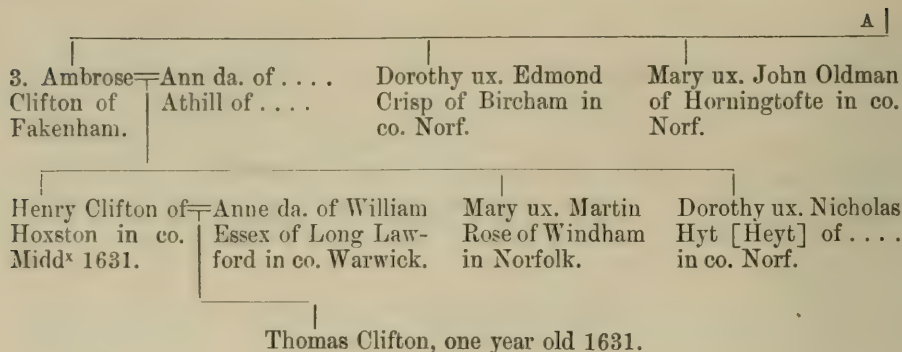 A
3. Ambrose Ann da. of . . . .
Clifton of Athill of . . . .
Fakenham.
Dorothy ux. Edmond
Crisp of Bircham in
co. Norf.
Mary ux. John Oldman
of Horningtofte in co.
Norf.
Henry Clifton of
Hoxston in co.
Middˣ 1631.
Anne da. of William
Essex of Long Law-
ford in co. Warwick.
Mary ux. Martin
Rose of Windham
in Norfolk.
Dorothy ux. Nicholas
Hyt [Heyt] of . . . .
in co. Norf.
Thomas Clifton, one year old 1631.